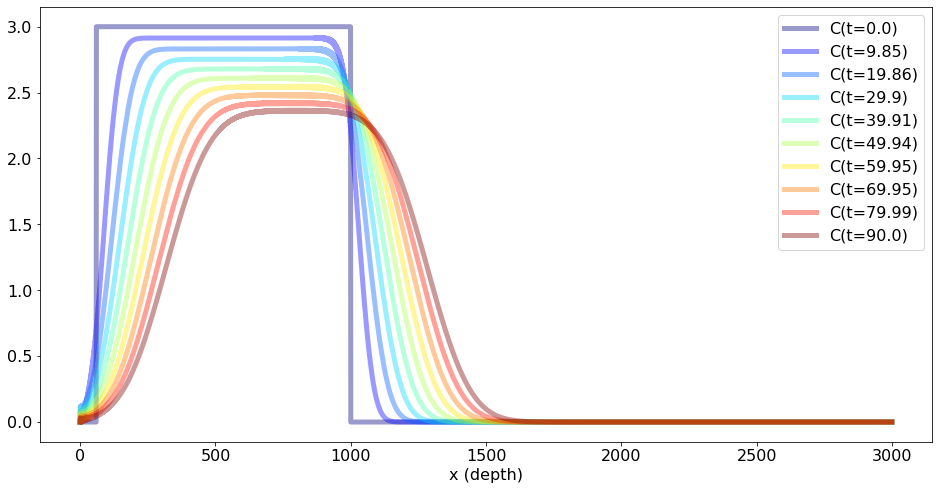 3.0
2.5
2.0
1.5
1.0
0.5
0.0
0 500 1000 1500 2000 2500 3000
x (depth)
C(t=0.0)
C(t=9.85)
C(t=19.86)
C(t=29.9)
C(t=39.91)
C(t=49.94)
C(t=59.95)
C(t=69.95)
C(t=79.99)
C(t=90.0)